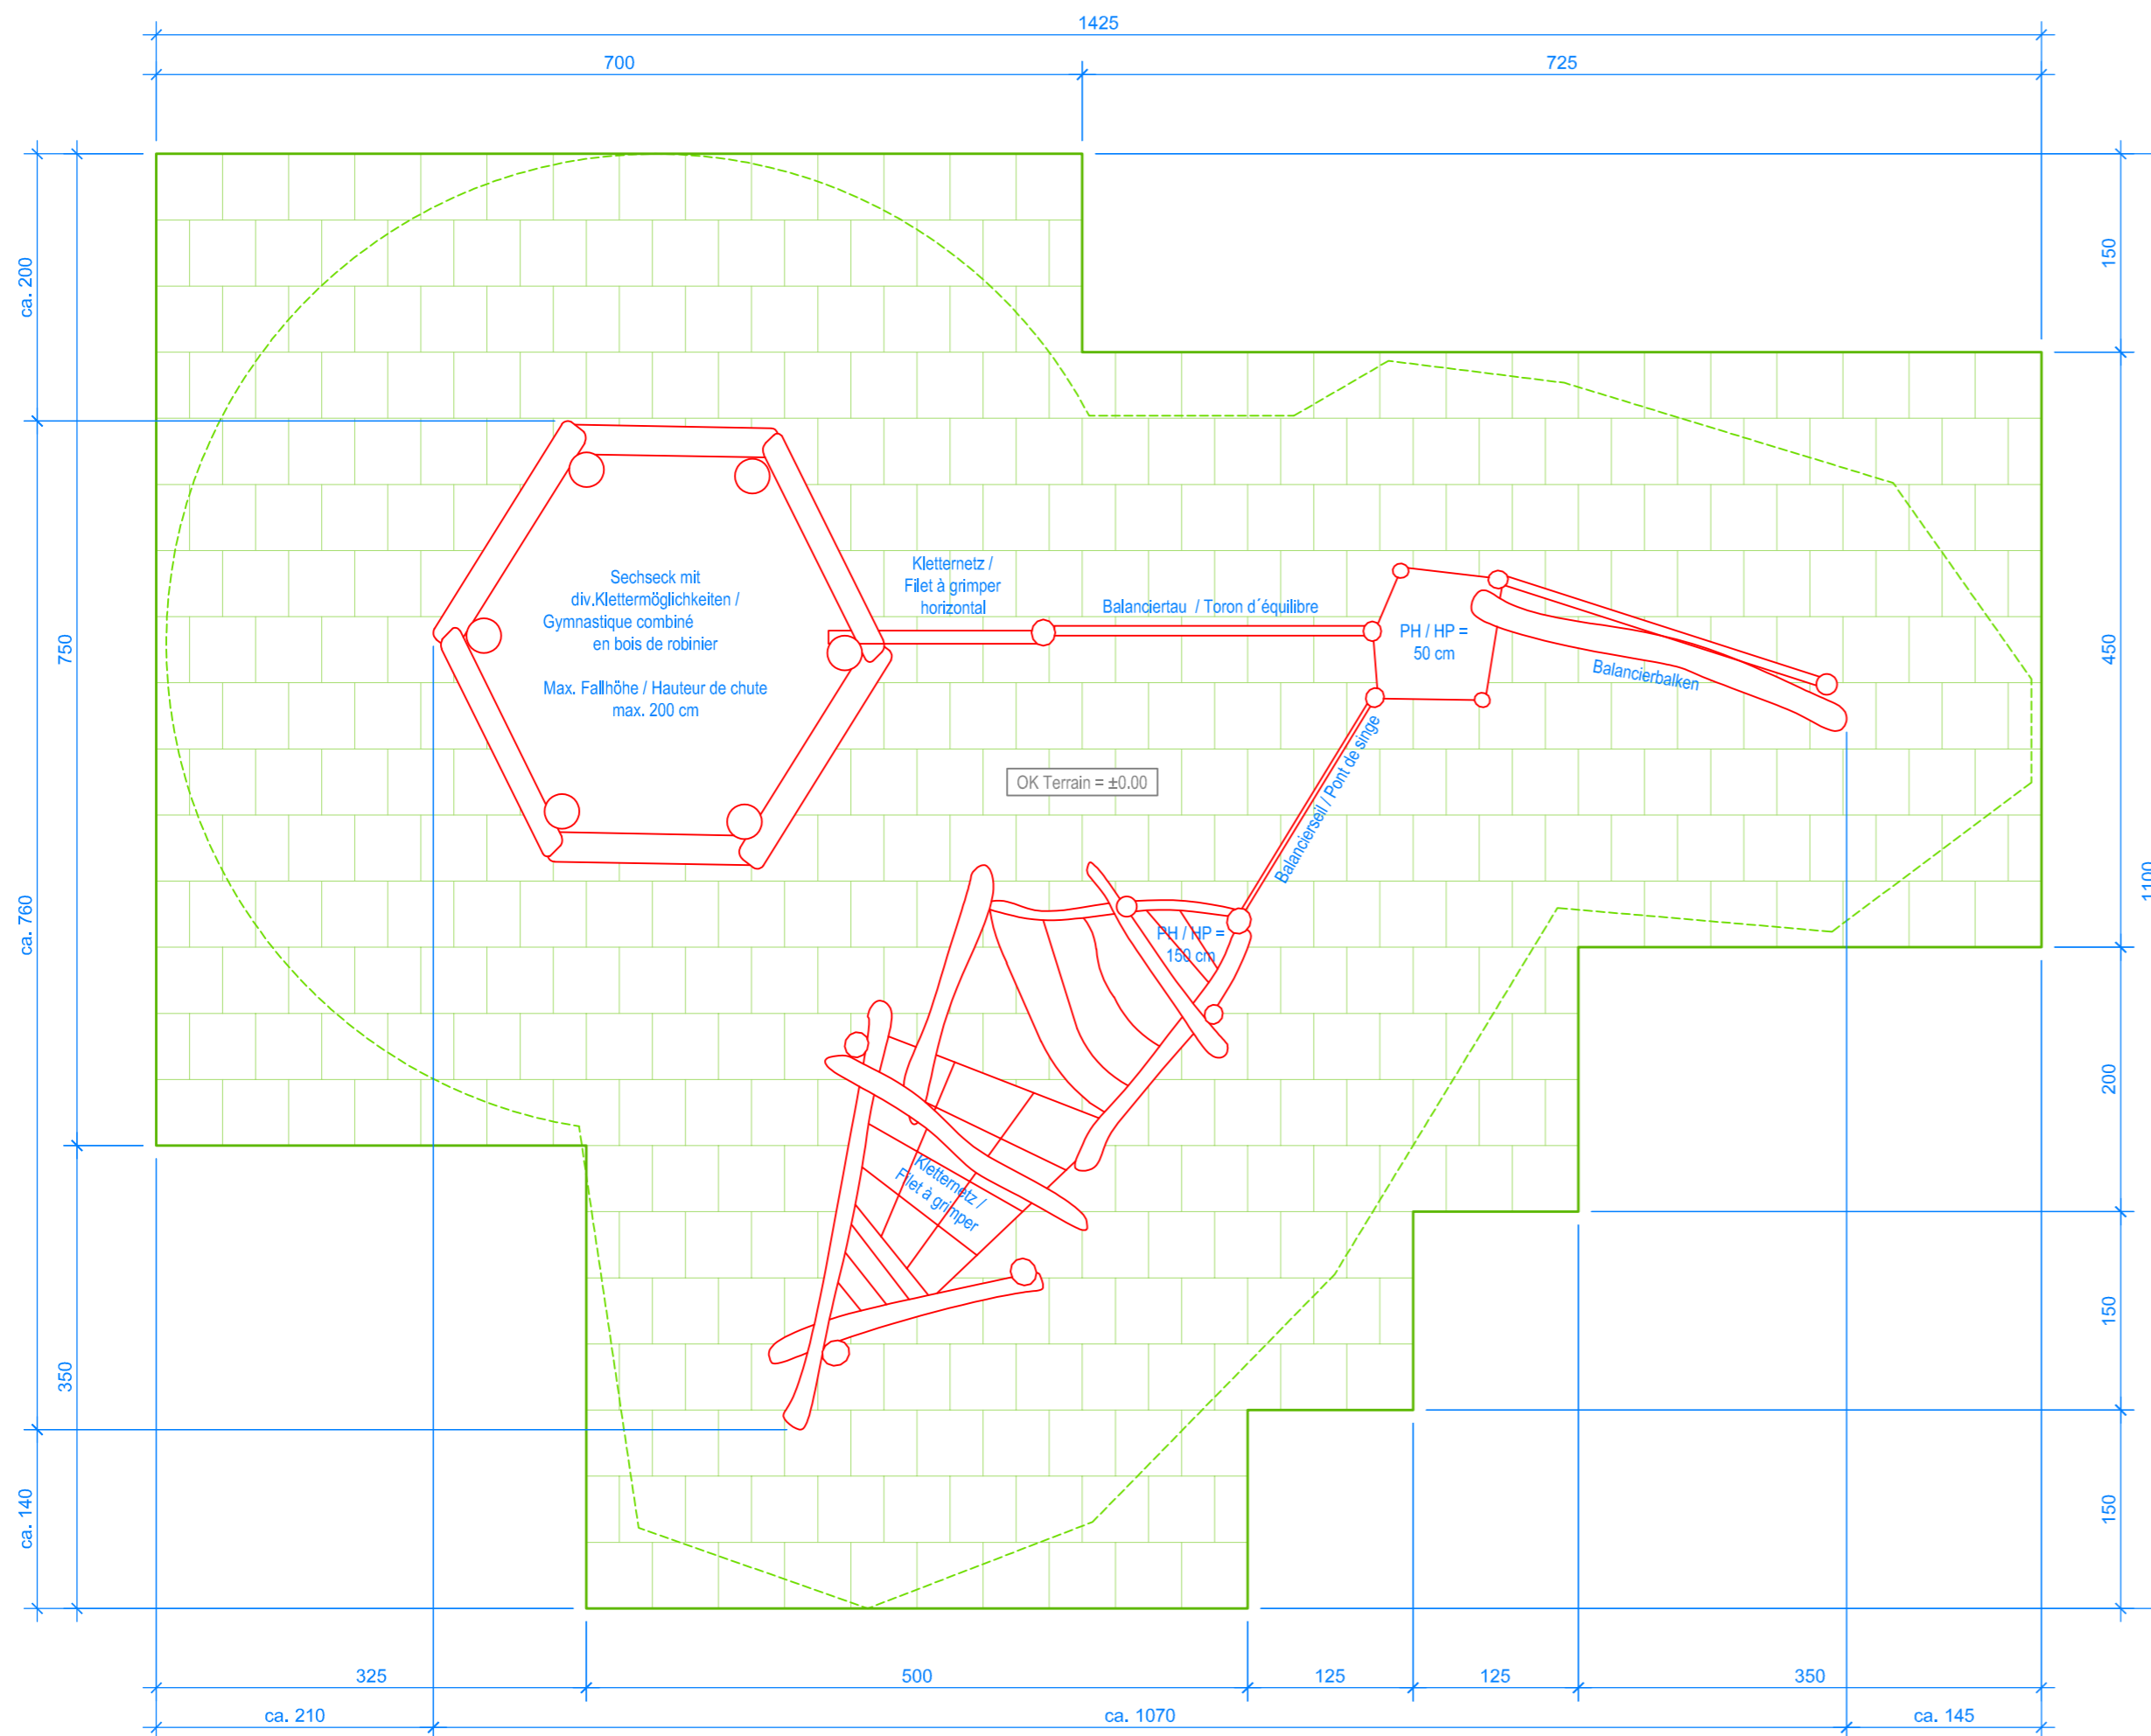 1425
700
725
ca. 200
750
ca. 760
350
ca. 140
150
450
1100
200
150
150
Sechseck mit
div.Klettermöglichkeiten /
Gymnastique combiné
en bois de robinier
Max. Fallhöhe / Hauteur de chute
max. 200 cm
Kletternetz /
Filet à grimper
horizontal
Balanciertau / Toron d´équilibre
PH / HP =
50 cm
Balancierbalken
Balancierseil / Pont de singe
OK Terrain = ±0.00
PH / HP =
150 cm
Kletternetz /
Filet à grimper
325
500
125
125
350
ca. 210
ca. 1070
ca. 145